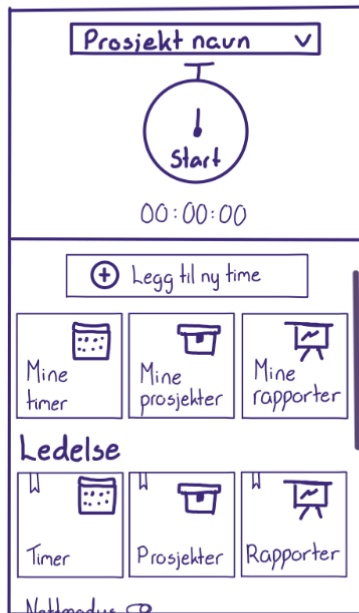 Prosjekt navn
Start
00:00:00
Legg til ny time
Mine timer
Mine prosjekter
Mine rapporter
Ledelse
Timer
Prosjekter
Rapporter
Nattmodus